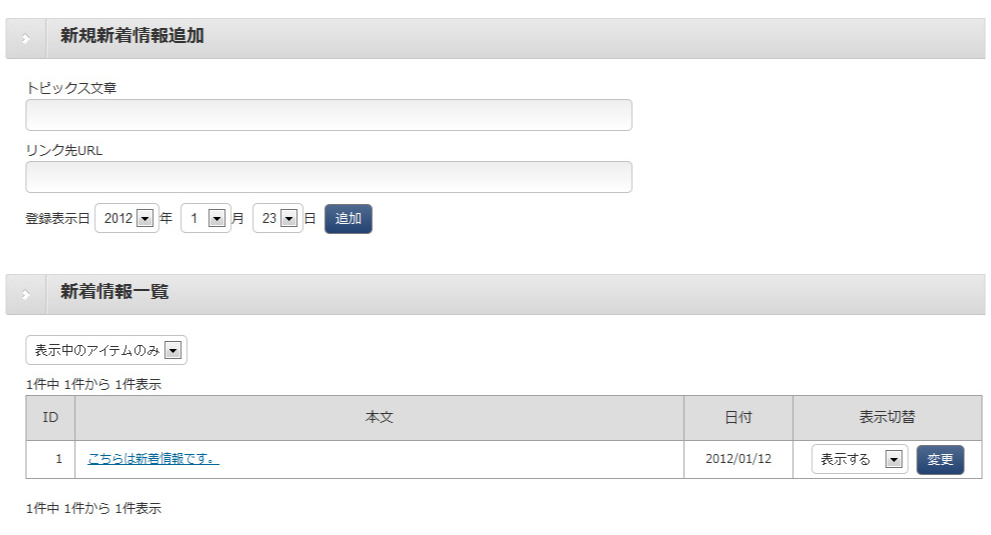 新規新着情報追加
トピックス文章
リンク先URL
登録表示日 2012 年 1 月 23 日 追加
新着情報一覧
表示中のアイテムのみ
1件中 1件から 1件表示
ID 本文 日付 表示切替
1 こちらは新着情報です。 2012/01/12 表示する 変更
1件中 1件から 1件表示